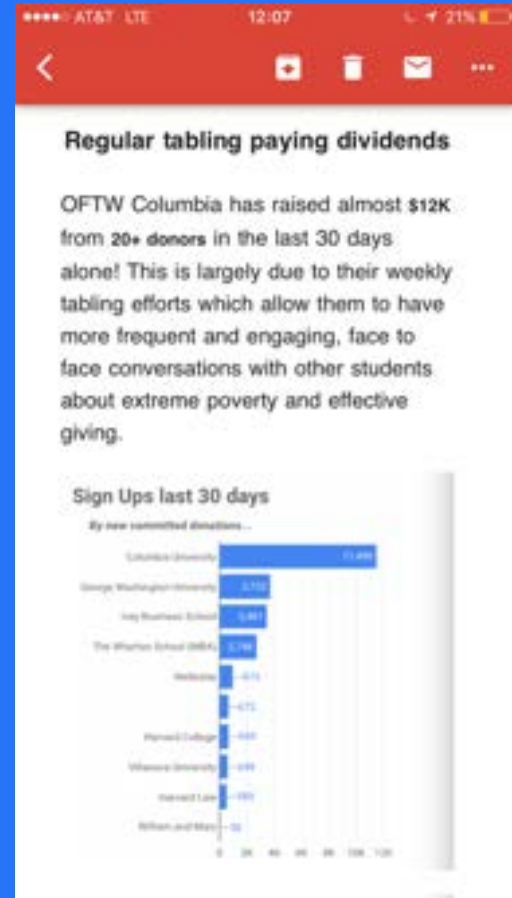 AT&T LTE 12:07 21%
Regular tabling paying dividends
OFTW Columbia has raised almost $12K
from 20+ donors in the last 30 days
alone! This is largely due to their weekly
tabling efforts which allow them to have
more frequent and engaging, face to
face conversations with other students
about extreme poverty and effective
giving.
Sign Ups last 30 days
By new committed donations...
Columbia University
George Washington University
Ivey Business School
The Wharton School (MBA)
Wellesley
Harvard College
Villanova University
Harvard Law
William and Mary